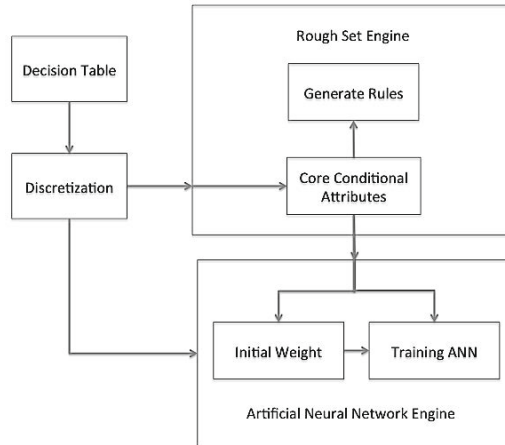 Rough Set Engine
Decision Table
Generate Rules
Discretization
Core Conditional
Attributes
Initial Weight
Training ANN
Artificial Neural Network Engine